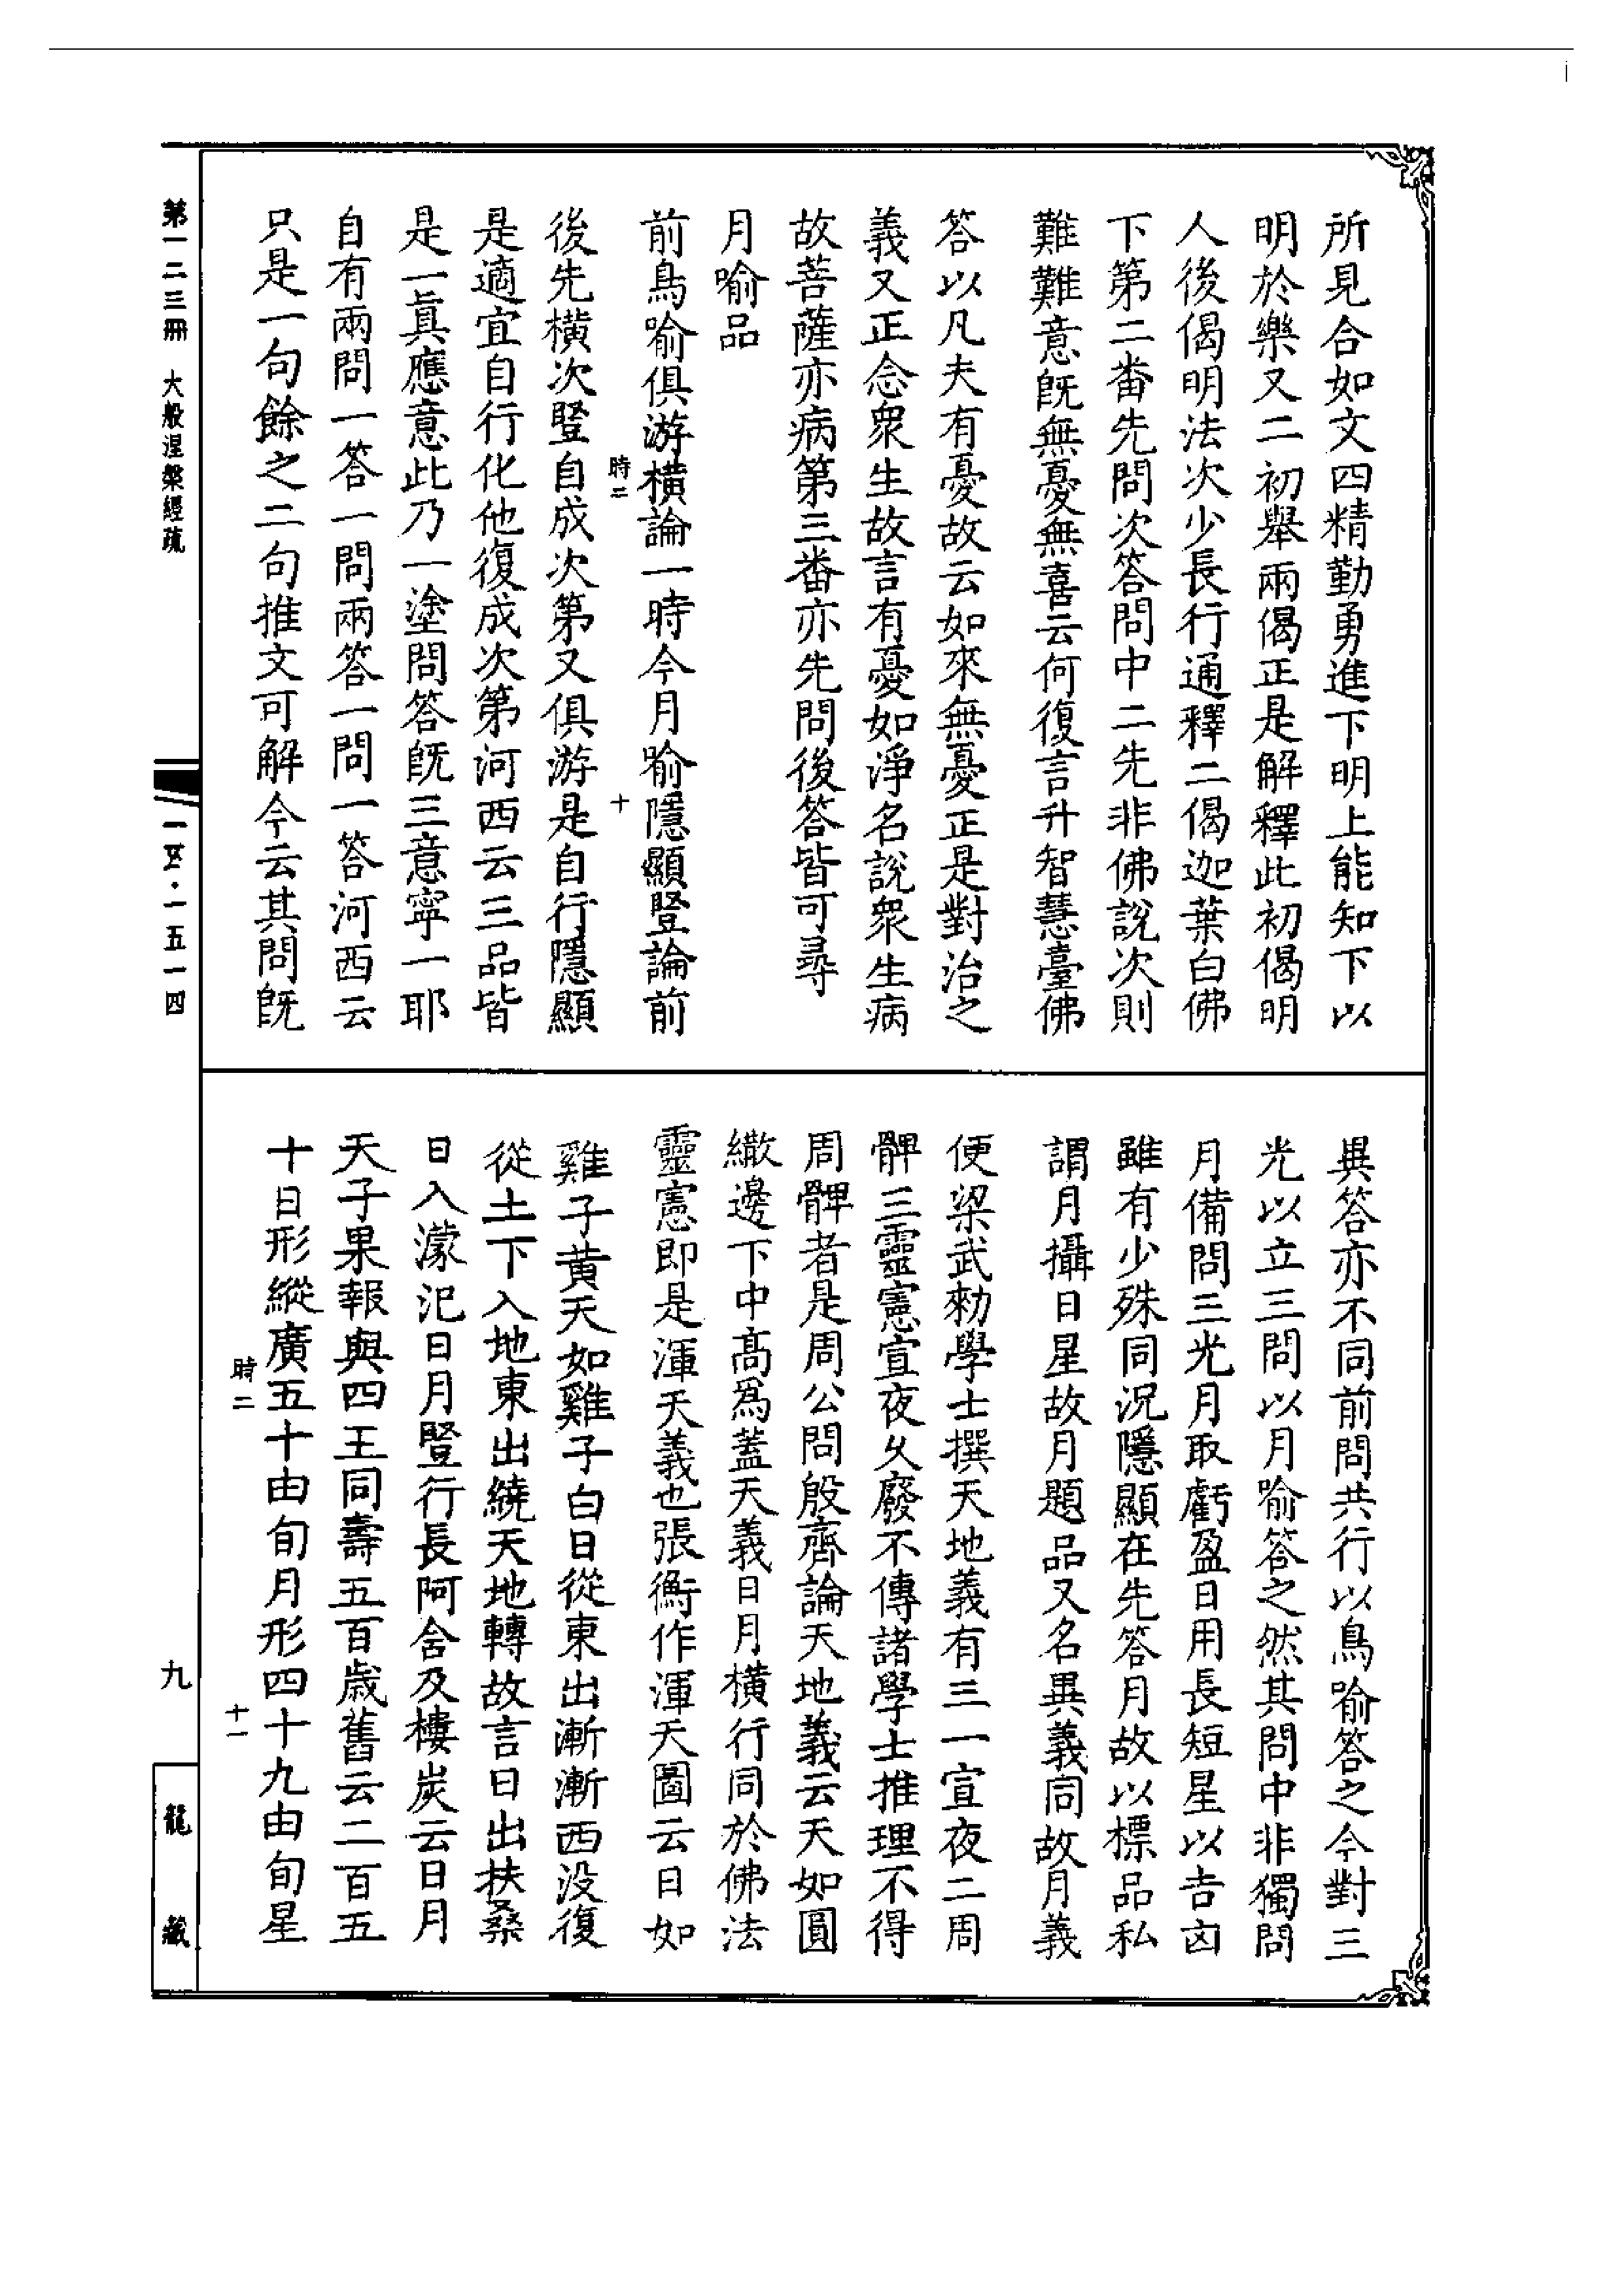 所見合如文四精勤勇進下明上能知下以
明於樂又二初舉兩偈正是解釋此初偈明
人後偈明法次少長行通釋二偈迦葉白佛
下第二番先問次答問中二先非佛說次則
難難意旣無憂無喜云何復言升智慧臺佛
答以凡夫有憂故云如來無憂正是對治之
義又正念衆生故言有憂如淨名說衆生病
故菩薩亦病第三番亦先問後答皆可尋
月喻品
前鳥喻俱游橫論一時今月喻隱顯豎論前
時二 十
後先橫次豎自成次第又俱游是自行隱顯
是適宜自行化他復成次第河西云三品皆
是一眞應意此乃一塗問答旣三意寧一耶
自有兩問一答一問兩答一問一答河西云
只是一句餘之二句推文可解今云其問旣
異答亦不同前問共行以鳥喻答之今對三
光以立三問以月喻答之然其問中非獨問
月備問三光月取虧盈日用長短星以吉凶
雖有少殊同況隱顯在先答月故以標品私
謂月攝日星故月題品又名異義同故月義
便梁武勑學士撰天地義有三一宣夜二周
髀三靈憲宣夜久廢不傳諸學士推理不得
周髀者是周公問殷齊論天地義云天如圓
繖邊下中高爲蓋天義日月橫行同於佛法
靈憲即是渾天義也張衡作渾天圖云日如
雞子黃天如雞子白日從東出漸漸西沒復
從土下入地東出繞天地轉故言日出扶桑
日入濛汜日月豎行長阿含及樓炭云日月
天子果報與四王同壽五百歲舊云二百五
十日形縱廣五十由旬月形四十九由旬星
時二 十一
第一二三冊 大般涅槃經疏
一五四·一五一四
九
龍藏